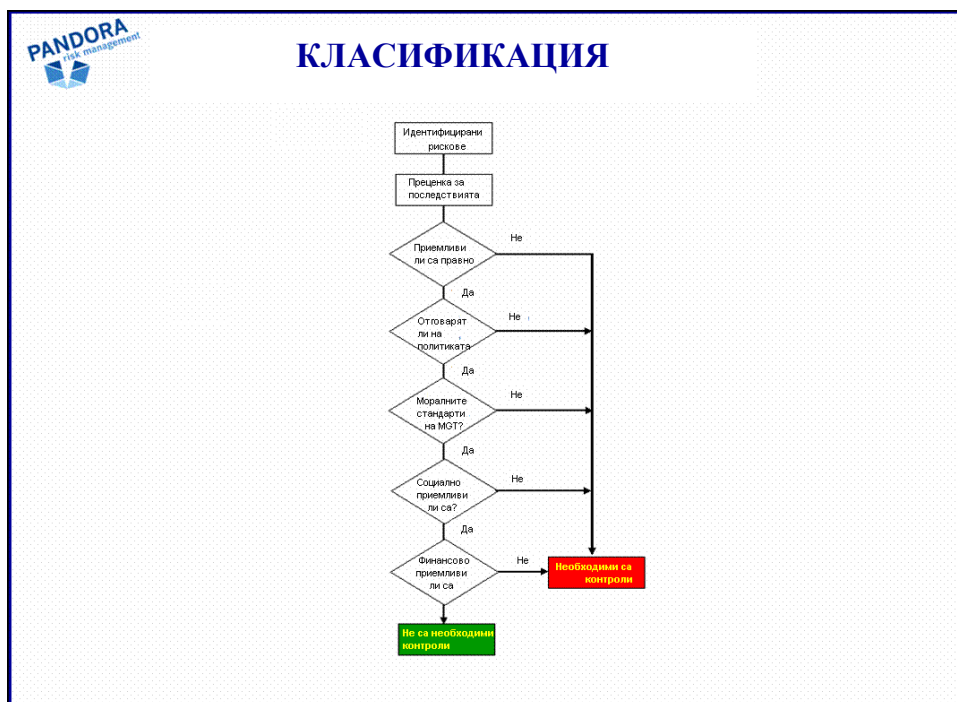 PANDORA
risk management
КЛАСИФИКАЦИЯ
Идентифицирани
рискове
Преценка за
последствията
Приемливи
ли са правно
Не
Да
Отговарят
ли на
политиката
Не
Да
Моралните
стандарти
на MGT?
Не
Да
Социално
приемливи
ли са?
Не
Да
Финансово
приемливи
ли са
Не
Необходими са
контроли
Не са необходими
контроли